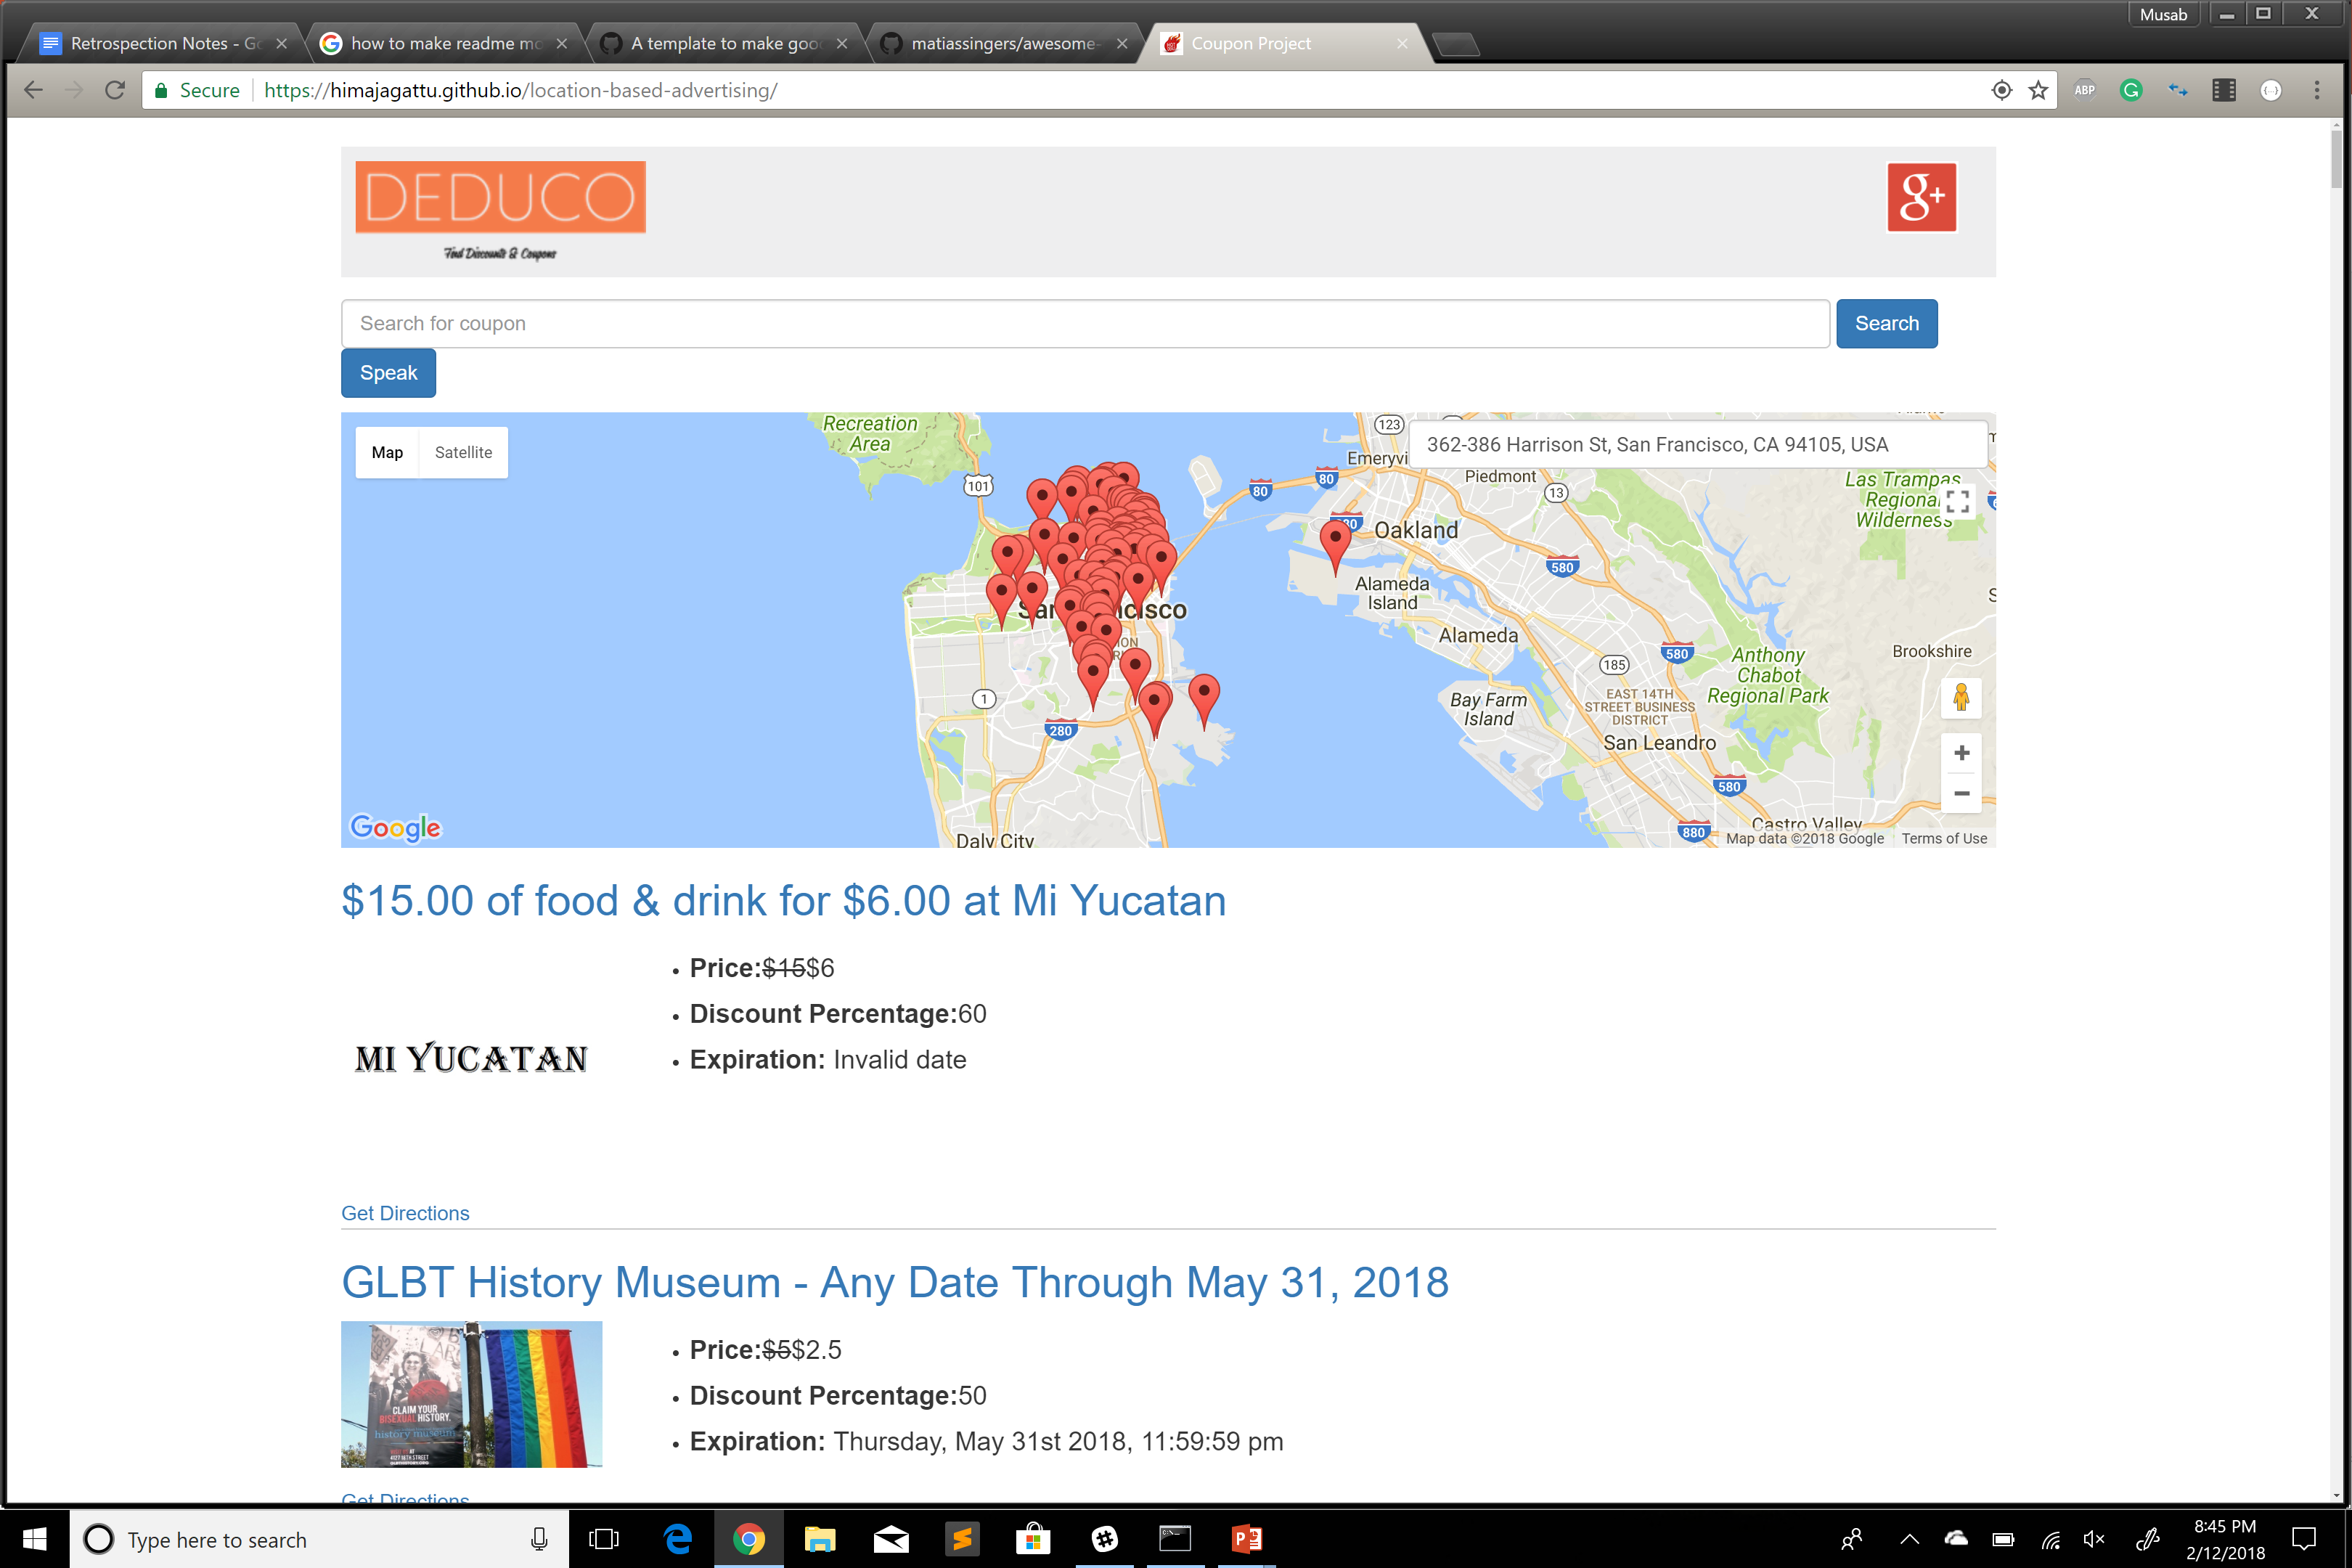 Musab
Retrospection Notes - Go
how to make readme mo
A template to make good
matiassingers/awesome-
Coupon Project
Secure
https://himajagattu.github.io/location-based-advertising/
ABP
DEDUCO
Find Discounts & Coupons
g+
Search for coupon
Search
Speak
Map
Satellite
362-386 Harrison St, San Francisco, CA 94105, USA
Recreation
Area
101
123
Emeryvi
80
80
Piedmont
13
Las Trampas
Regional
Wilderness
Oakland
580
Alameda
Island
Alameda
185
580
Anthony
Chabot
Regional Park
Brookshire
1
280
Bay Farm
Island
EAST 14TH
STREET BUSINESS
DISTRICT
San Leandro
580
880
Castro Valley
Daly City
Google
Map data ©2018 Google
Terms of Use
$15.00 of food & drink for $6.00 at Mi Yucatan
MI YUCATAN
Price:$15$6
Discount Percentage:60
Expiration: Invalid date
Get Directions
GLBT History Museum - Any Date Through May 31, 2018
CLAIM YOUR
BISEXUAL HISTORY.
history museum
Price:$5$2.5
Discount Percentage:50
Expiration: Thursday, May 31st 2018, 11:59:59 pm
Get Directions
Type here to search
8:45 PM
2/12/2018